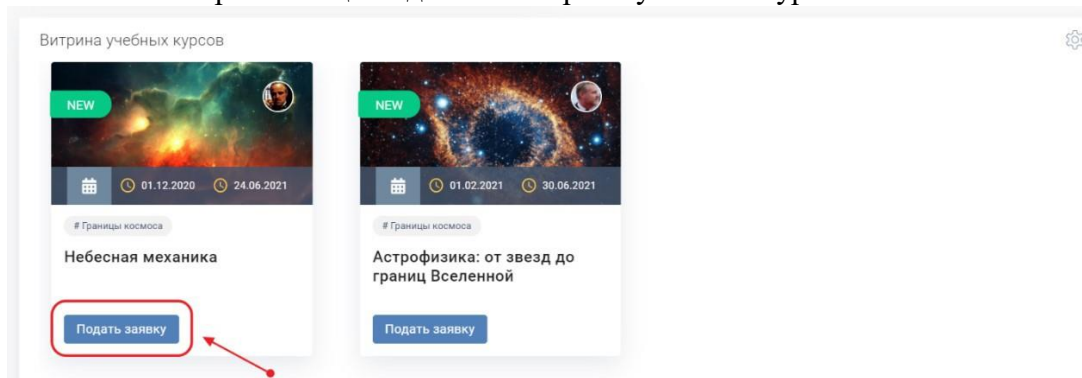 Витрина учебных курсов
NEW
01.12.2020 24.06.2021
# Границы космоса
Небесная механика
Подать заявку
NEW
01.02.2021 30.06.2021
# Границы космоса
Астрофизика: от звезд до
границ Вселенной
Подать заявку